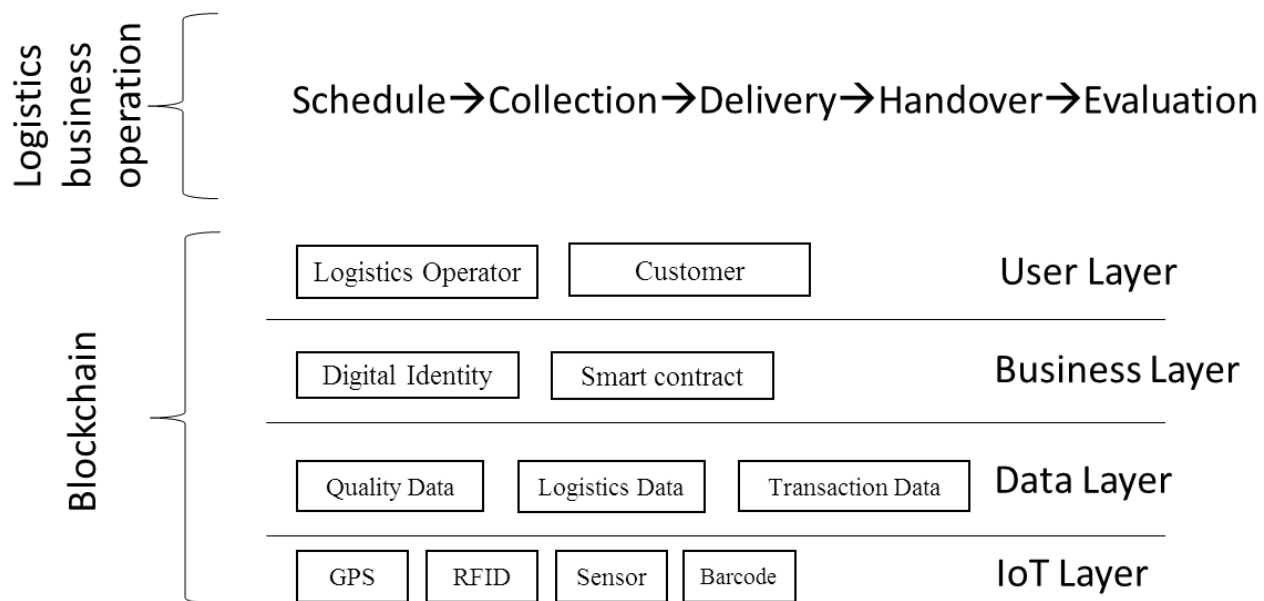 Logistics
business
operation
Schedule→Collection→Delivery→Handover→Evaluation
Blockchain
Logistics Operator
Customer
User Layer
Digital Identity
Smart contract
Business Layer
Quality Data
Logistics Data
Transaction Data
Data Layer
GPS
RFID
Sensor
Barcode
IoT Layer